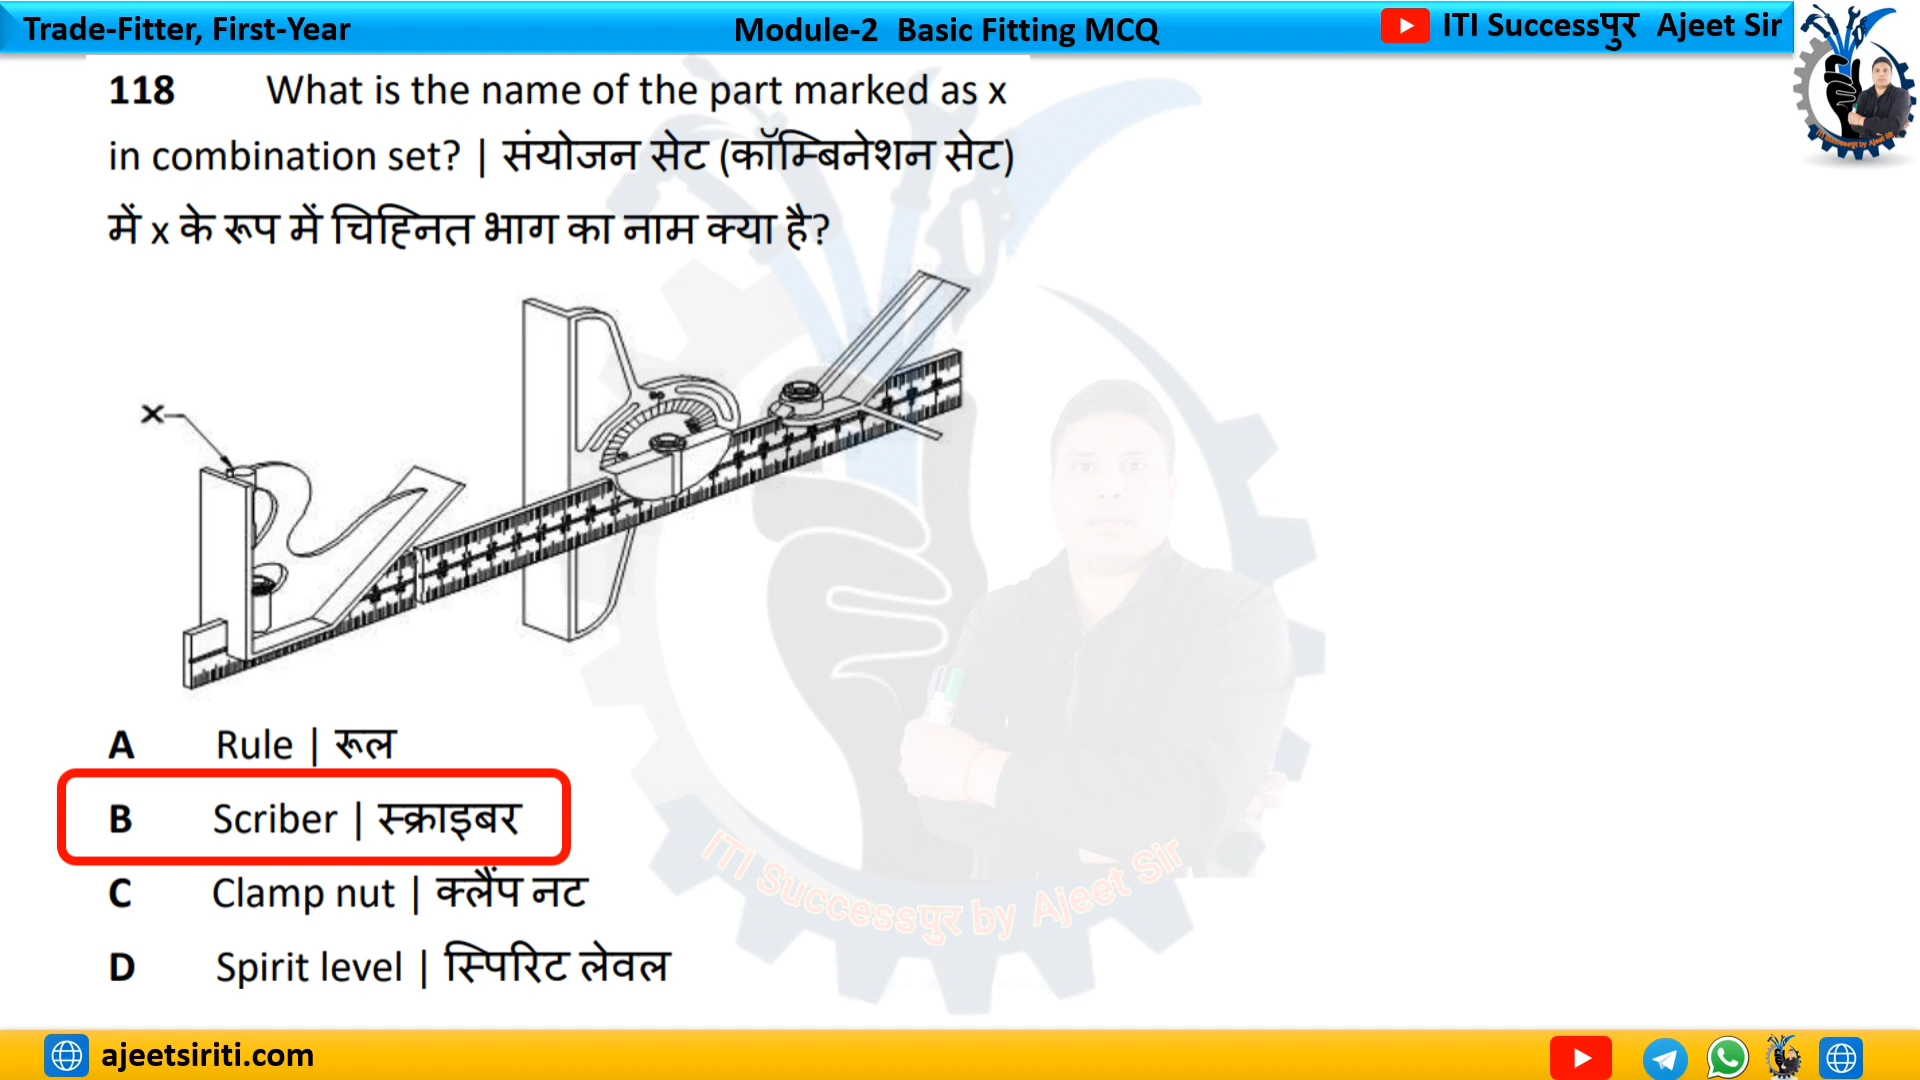 Trade-Fitter, First-Year
Module-2 Basic Fitting MCQ
ITI Successपुर Ajeet Sir
118 What is the name of the part marked as x
in combination set? | संयोजन सेट (कॉम्बिनेशन सेट)
में x के रूप में चिह्नित भाग का नाम क्या है?
X
A Rule | रूल
B Scriber | स्क्राइबर
C Clamp nut | क्लैंप नट
D Spirit level | स्पिरिट लेवल
ITI Successपुर by Ajeet Sir
ajeetsiriti.com